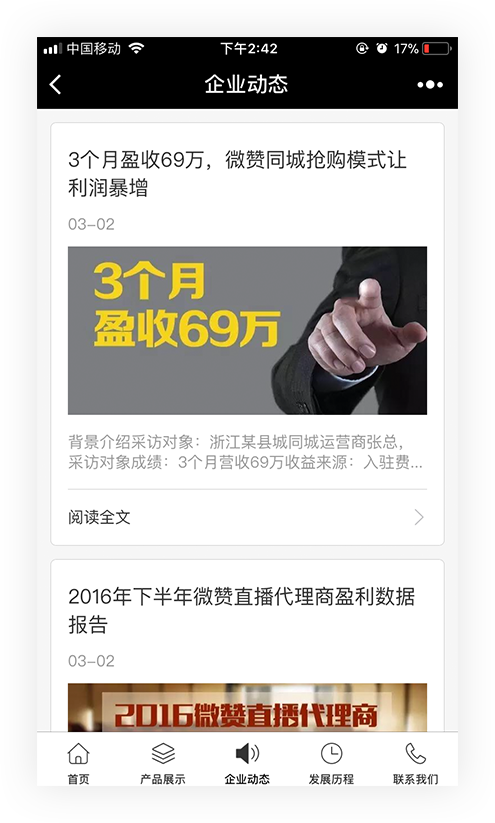 中国移动
下午2:42
17%
企业动态
3个月盈收69万，微赞同城抢购模式让
利润暴增
03-02
3个月
盈收69万
背景介绍采访对象：浙江某县城同城运营商张总，
采访对象成绩：3个月营收69万收益来源：入驻费...
阅读全文
2016年下半年微赞直播代理商盈利数据
报告
03-02
2016微赞直播代理商
首页
产品展示
企业动态
发展历程
联系我们